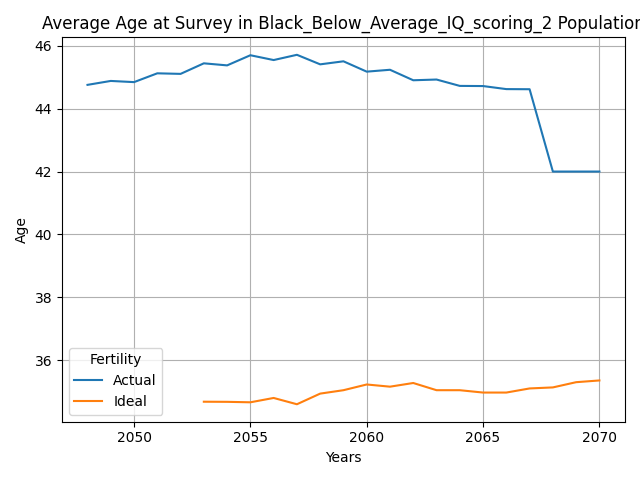 Average Age at Survey in Black_Below_Average_IQ_scoring_2 Population
46
44
42
40
38
36
Age
Fertility
Actual
Ideal
2050 2055 2060 2065 2070
Years